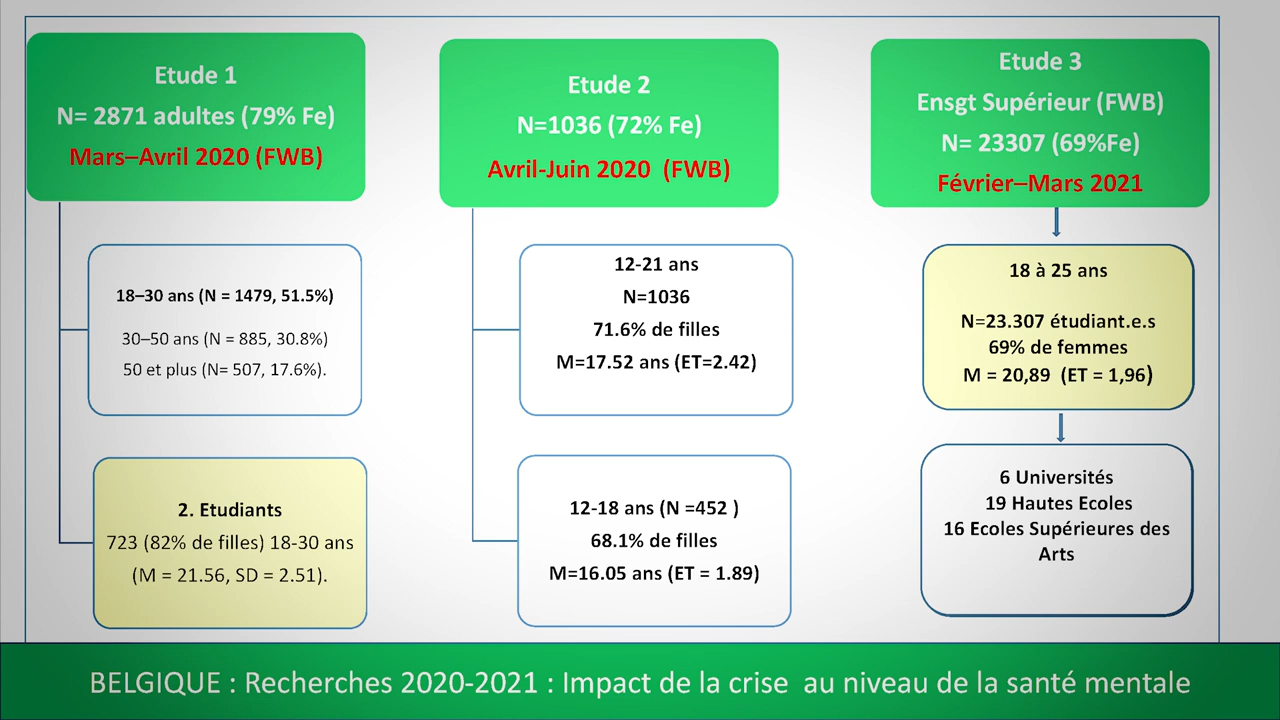 Etude 1
N= 2871 adultes (79% Fe)
Mars–Avril 2020 (FWB)
18–30 ans (N = 1479, 51.5%)
30–50 ans (N = 885, 30.8%)
50 et plus (N= 507, 17.6%).
2. Etudiants
723 (82% de filles) 18-30 ans
(M = 21.56, SD = 2.51).
Etude 2
N=1036 (72% Fe)
Avril-Juin 2020 (FWB)
12-21 ans
N=1036
71.6% de filles
M=17.52 ans (ET=2.42)
12-18 ans (N =452 )
68.1% de filles
M=16.05 ans (ET = 1.89)
Etude 3
Ensgt Supérieur (FWB)
N= 23307 (69%Fe)
Février–Mars 2021
18 à 25 ans
N=23.307 étudiant.e.s
69% de femmes
M = 20,89 (ET = 1,96)
6 Universités
19 Hautes Ecoles
16 Ecoles Supérieures des
Arts
BELGIQUE : Recherches 2020-2021 : Impact de la crise au niveau de la santé mentale